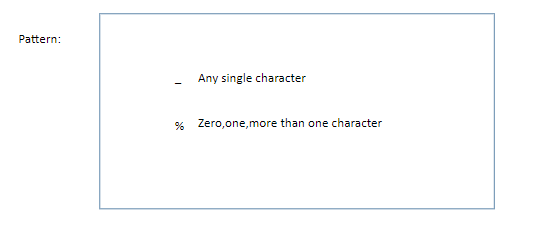 Pattern:
_ Any single character
% Zero,one,more than one character